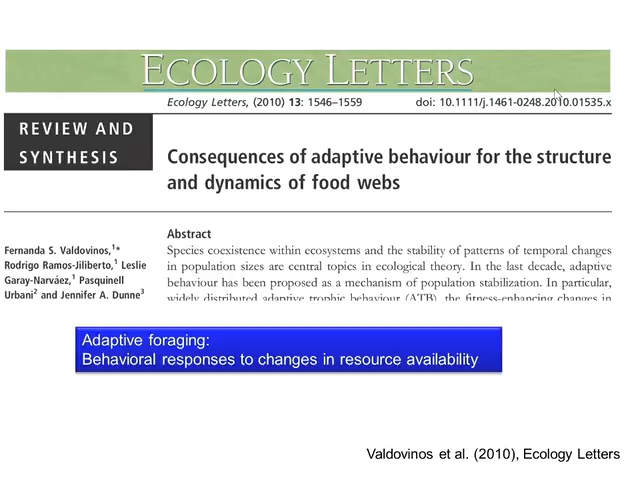 ECOLOGY LETTERS
Ecology Letters, (2010) 13: 1546–1559
doi: 10.1111/j.1461-0248.2010.01535.x
REVIEW AND
SYNTHESIS
Consequences of adaptive behaviour for the structure
and dynamics of food webs
Fernanda S. Valdovinos,1*
Rodrigo Ramos-Jiliberto,1 Leslie
Garay-Narváez,1 Pasquinell
Urbani2 and Jennifer A. Dunne3
Abstract
Species coexistence within ecosystems and the stability of patterns of temporal changes
in population sizes are central topics in ecological theory. In the last decade, adaptive
behaviour has been proposed as a mechanism of population stabilization. In particular,
widely distributed adaptive trophic behaviour (ATB), the fitness-enhancing changes in
Adaptive foraging:
Behavioral responses to changes in resource availability
Valdovinos et al. (2010), Ecology Letters